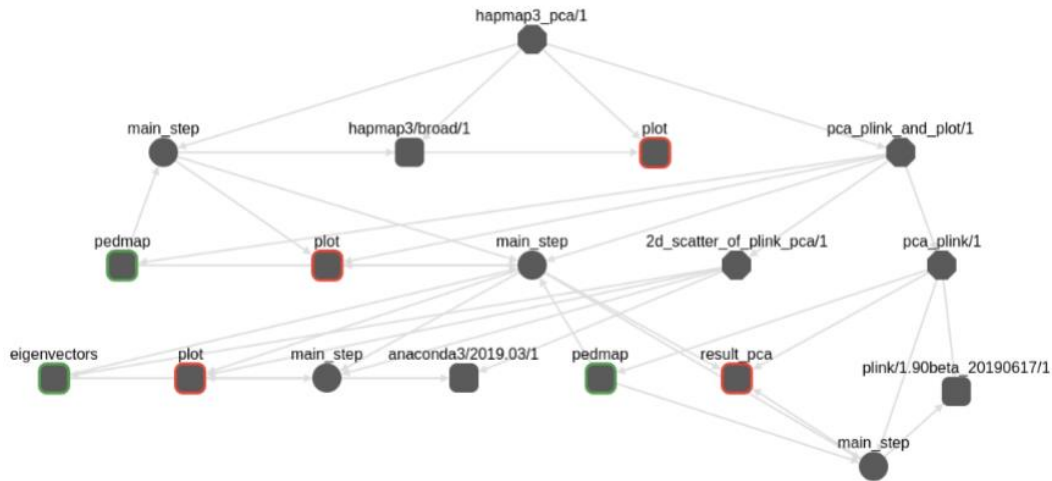 hapmap3_pca/1
main_step
hapmap3/broad/1
plot
pca_plink_and_plot/1
pedmap
plot
main_step
2d_scatter_of_plink_pca/1
pca_plink/1
eigenvectors
plot
main_step
anaconda3/2019.03/1
pedmap
result_pca
plink/1.90beta_20190617/1
main_step